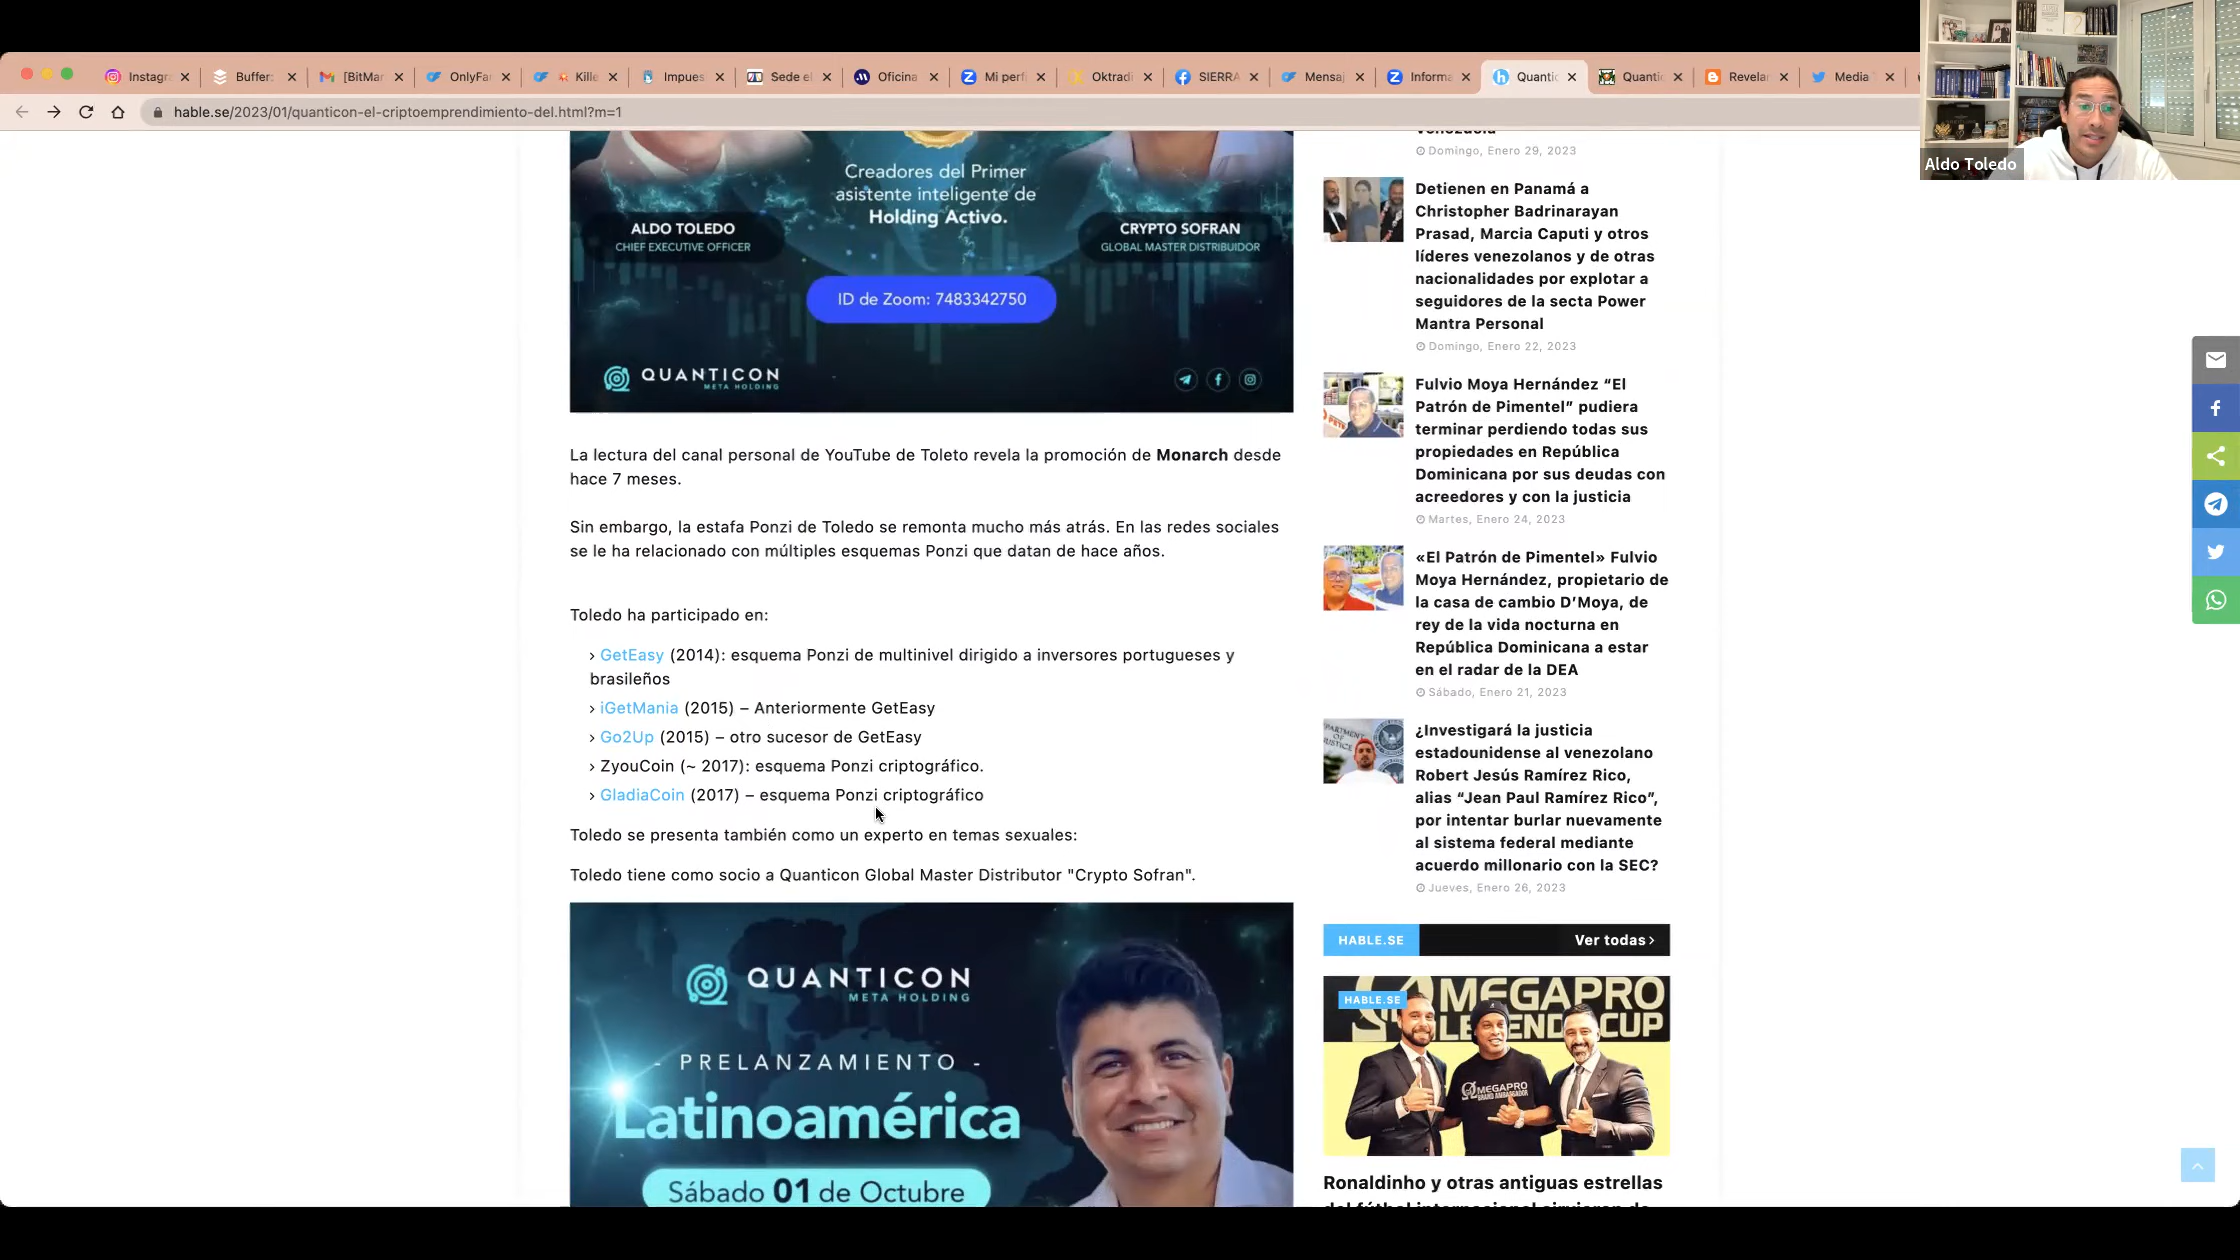 Instagr
Buffer:
[BitMar
OnlyFa
Kille
Impues
Sede el
Oficina
Mi perf
Oktradi
SIERRA
Mensaj
Informa
Quantic
Quanti
Revelar
Media
hable.se/2023/01/quanticon-el-criptoemprendimiento-del.html?m=1
Aldo Toledo
Creadores del Primer
asistente inteligente de
Holding Activo.
ALDO TOLEDO
CHIEF EXECUTIVE OFFICER
CRYPTO SOFRAN
GLOBAL MASTER DISTRIBUIDOR
ID de Zoom: 7483342750
QUANTICON
META HOLDING
La lectura del canal personal de YouTube de Toleto revela la promoción de Monarch desde
hace 7 meses.
Sin embargo, la estafa Ponzi de Toledo se remonta mucho más atrás. En las redes sociales
se le ha relacionado con múltiples esquemas Ponzi que datan de hace años.
Toledo ha participado en:
› GetEasy (2014): esquema Ponzi de multinivel dirigido a inversores portugueses y
brasileños
› iGetMania (2015) – Anteriormente GetEasy
› Go2Up (2015) – otro sucesor de GetEasy
› ZyouCoin (~ 2017): esquema Ponzi criptográfico.
› GladiaCoin (2017) – esquema Ponzi criptográfico
Toledo se presenta también como un experto en temas sexuales:
Toledo tiene como socio a Quanticon Global Master Distributor "Crypto Sofran".
QUANTICON
META HOLDING
- PRELANZAMIENTO -
Latinoamérica
Sábado 01 de Octubre
Venezuela
Domingo, Enero 29, 2023
Detienen en Panamá a
Christopher Badrinarayan
Prasad, Marcia Caputi y otros
líderes venezolanos y de otras
nacionalidades por explotar a
seguidores de la secta Power
Mantra Personal
Domingo, Enero 22, 2023
Fulvio Moya Hernández “El
Patrón de Pimentel” pudiera
terminar perdiendo todas sus
propiedades en República
Dominicana por sus deudas con
acreedores y con la justicia
Martes, Enero 24, 2023
«El Patrón de Pimentel» Fulvio
Moya Hernández, propietario de
la casa de cambio D’Moya, de
rey de la vida nocturna en
República Dominicana a estar
en el radar de la DEA
Sábado, Enero 21, 2023
¿Investigará la justicia
estadounidense al venezolano
Robert Jesús Ramírez Rico,
alias “Jean Paul Ramírez Rico”,
por intentar burlar nuevamente
al sistema federal mediante
acuerdo millonario con la SEC?
Jueves, Enero 26, 2023
HABLE.SE
Ver todas ›
HABLE.SE
MEGAPRO
LEGENDS CUP
MEGAPRO
BRAND AMBASSADOR
Ronaldinho y otras antiguas estrellas
del fútbol internacional sirvieron de